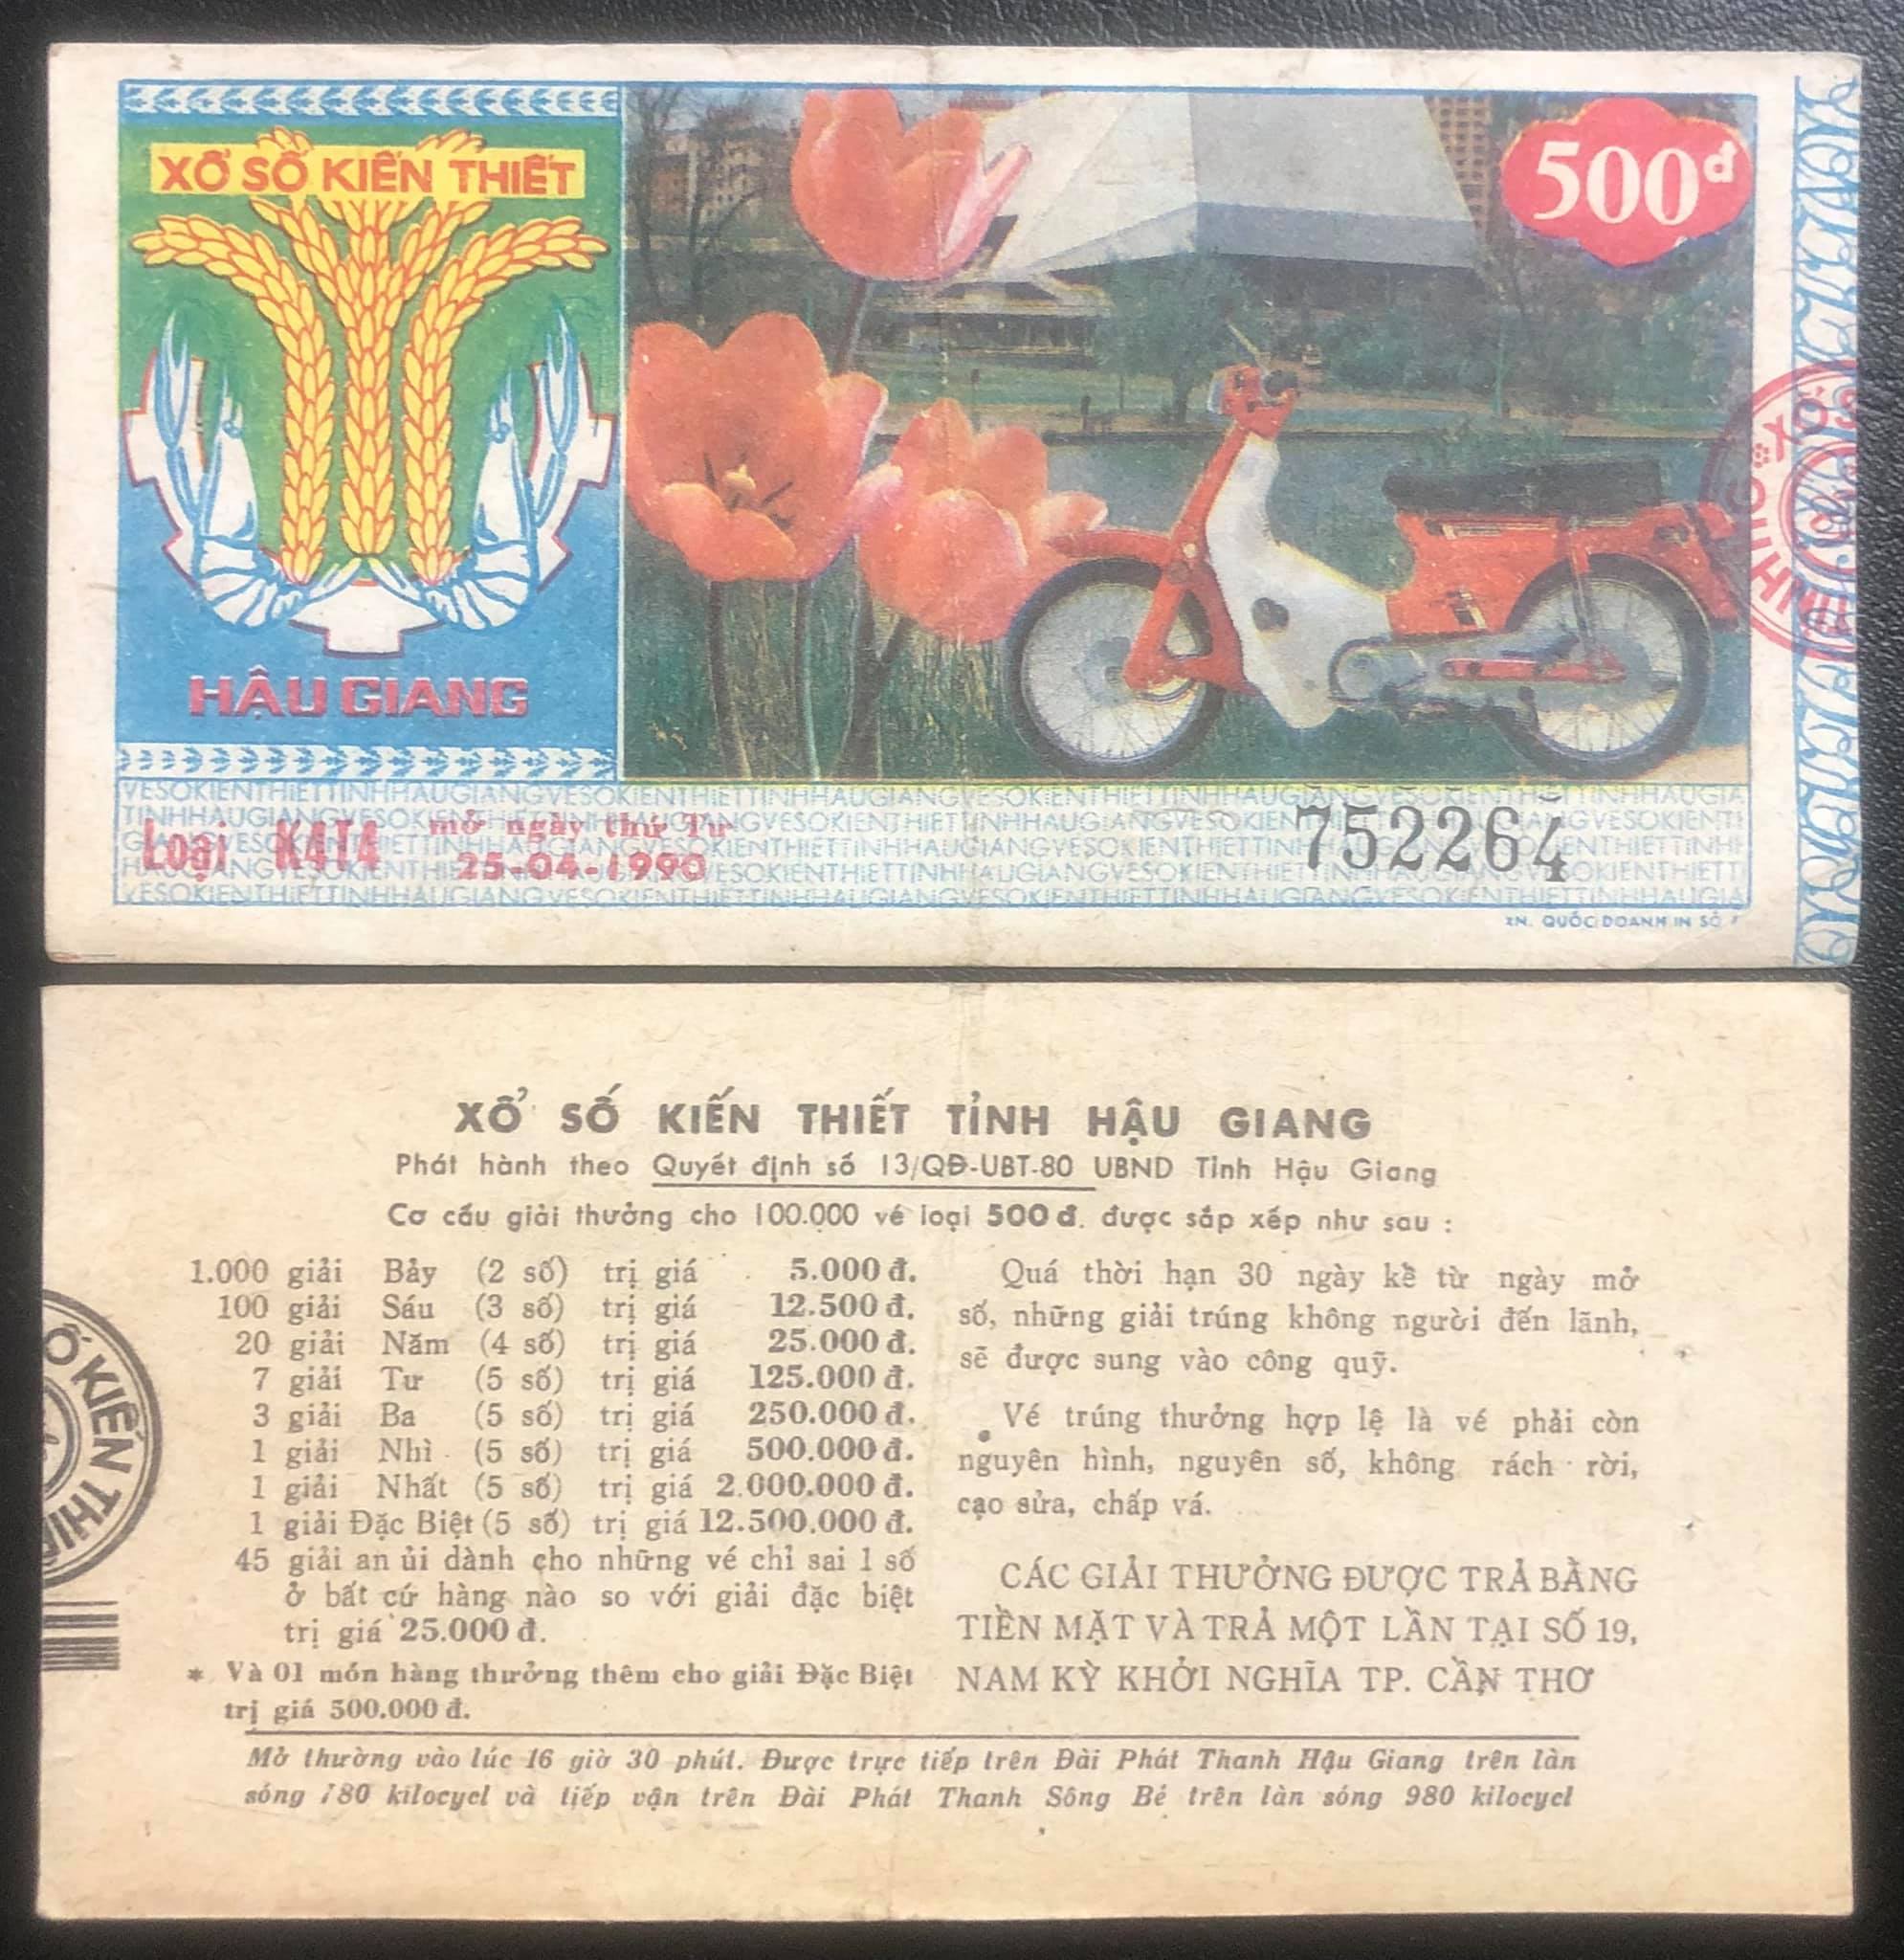 XỔ SỐ KIẾN THIẾT
500đ
HẬU GIANG
VESOKIENTHIETTINHHAUGIANGVESOKIENTHIETTINHHAUGIANGVESOKIENTHIETTINHHAUGIANGVESOKIENTHIETTINHHAUGIA
Loại K4T4 mở ngày thứ Tư
25-04-1990
752264
XN. QUỐC DOANH IN SỐ
XỔ SỐ KIẾN THIẾT TỈNH HẬU GIANG
Phát hành theo Quyết định số 13/QĐ-UBT-80 UBND Tỉnh Hậu Giang
Cơ cấu giải thưởng cho 100.000 vé loại 500đ. được sắp xếp như sau :
1.000 giải Bảy (2 số) trị giá 5.000đ.
100 giải Sáu (3 số) trị giá 12.500đ.
20 giải Năm (4 số) trị giá 25.000đ.
7 giải Tư (5 số) trị giá 125.000đ.
3 giải Ba (5 số) trị giá 250.000đ.
1 giải Nhì (5 số) trị giá 500.000đ.
1 giải Nhất (5 số) trị giá 2.000.000đ.
1 giải Đặc Biệt (5 số) trị giá 12.500.000đ.
45 giải an ủi dành cho những vé chỉ sai 1 số
ở bất cứ hàng nào so với giải đặc biệt
trị giá 25.000đ.
* Và 01 món hàng thưởng thêm cho giải Đặc Biệt
trị giá 500.000đ.
Quá thời hạn 30 ngày kể từ ngày mở
số, những giải trúng không người đến lãnh,
sẽ được sung vào công quỹ.
Vé trúng thưởng hợp lệ là vé phải còn
nguyên hình, nguyên số, không rách rời,
cạo sửa, chấp vá.
CÁC GIẢI THƯỞNG ĐƯỢC TRẢ BẰNG
TIỀN MẶT VÀ TRẢ MỘT LẦN TẠI SỐ 19,
NAM KỲ KHỞI NGHĨA TP. CẦN THƠ
Mở thưởng vào lúc 16 giờ 30 phút. Được trực tiếp trên Đài Phát Thanh Hậu Giang trên làn
sóng 780 kilocycl và tiếp vận trên Đài Phát Thanh Sông Bé trên làn sóng 980 kilocycl
Ố KIẾN